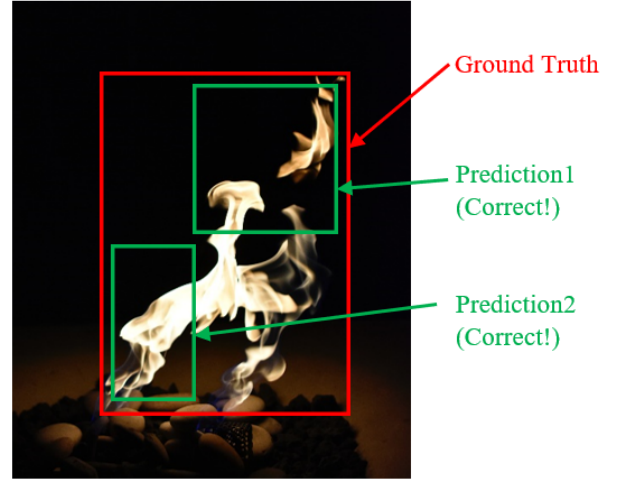 Ground Truth
Prediction1
(Correct!)
Prediction2
(Correct!)